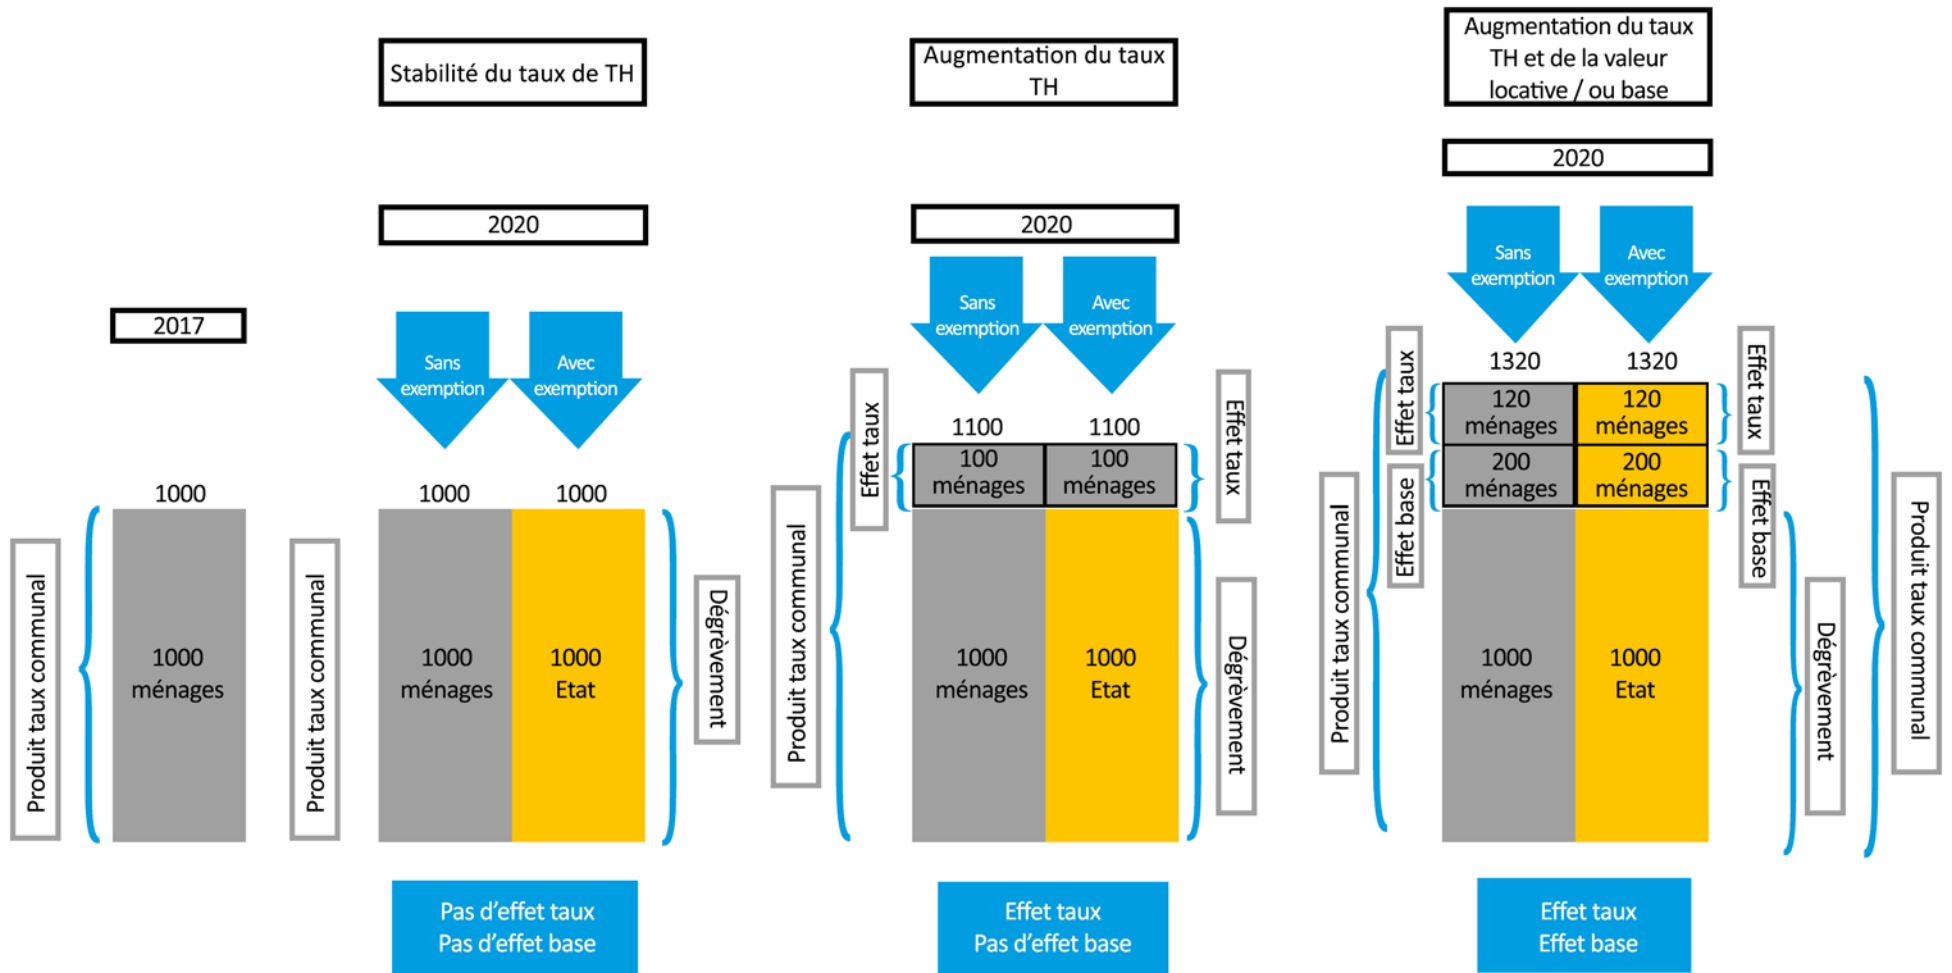 2017
1000
Produit taux communal
1000
ménages
Stabilité du taux de TH
2020
Sans
exemption
Avec
exemption
1000
1000
Produit taux communal
1000
ménages
1000
Etat
Dégrèvement
Pas d’effet taux
Pas d’effet base
Augmentation du taux
TH
2020
Sans
exemption
Avec
exemption
Effet taux
1100
1100
Effet taux
100
ménages
100
ménages
Produit taux communal
1000
ménages
1000
Etat
Dégrèvement
Effet taux
Pas d’effet base
Augmentation du taux
TH et de la valeur
locative / ou base
2020
Sans
exemption
Avec
exemption
Effet taux
1320
1320
Effet taux
120
ménages
120
ménages
Effet base
200
ménages
200
ménages
Effet base
Produit taux communal
1000
ménages
1000
Etat
Dégrèvement
Produit taux communal
Effet taux
Effet base